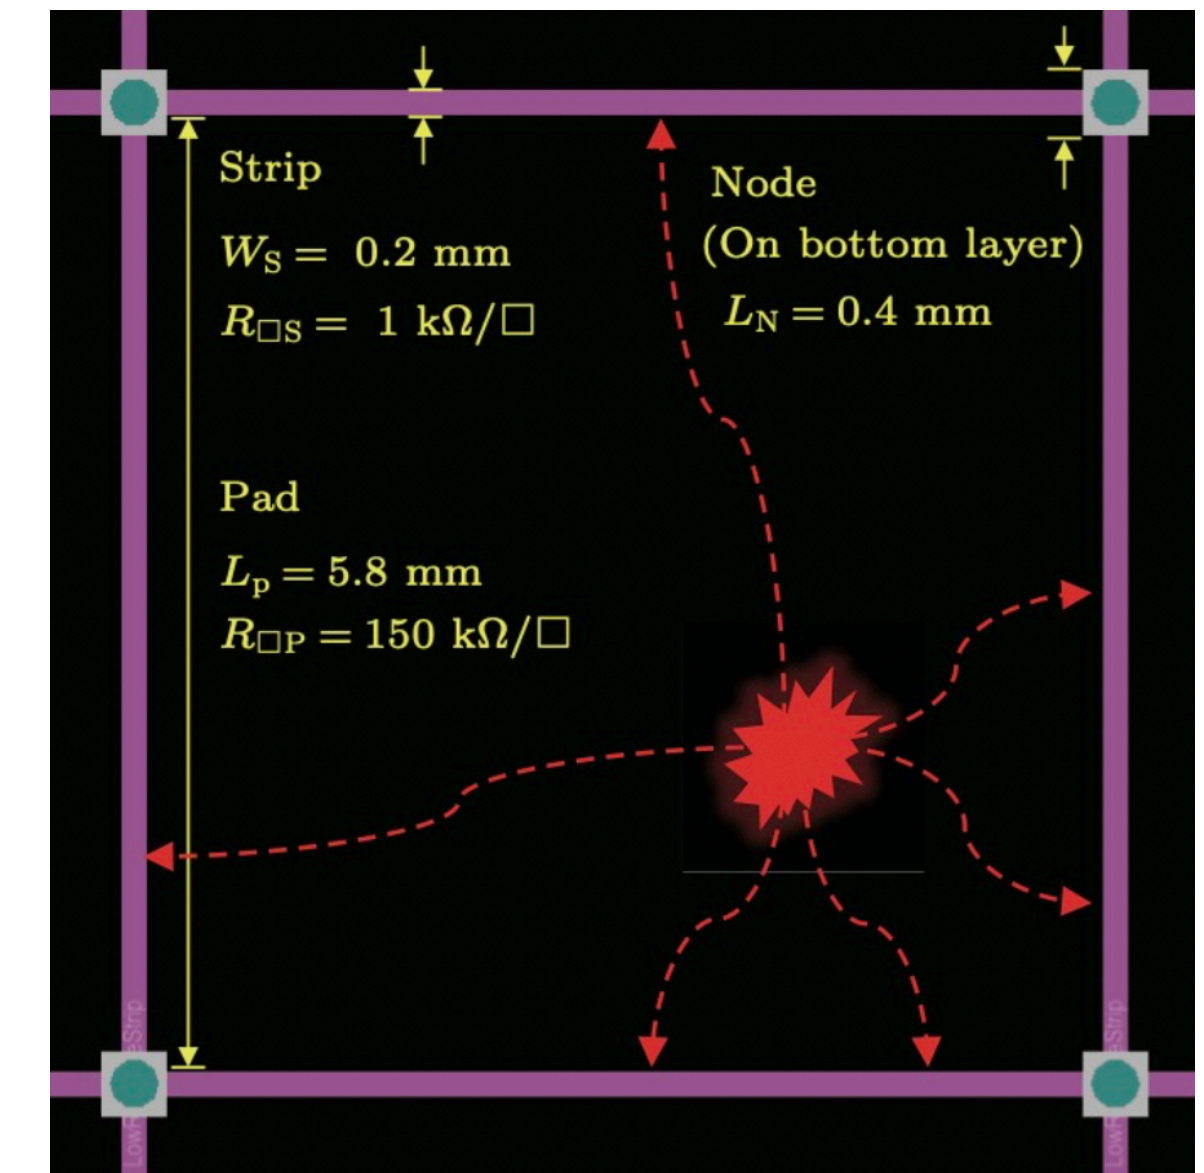 Strip
W_S = 0.2 mm
R_□S = 1 kΩ/□
Node
(On bottom layer)
L_N = 0.4 mm
Pad
L_p = 5.8 mm
R_□P = 150 kΩ/□